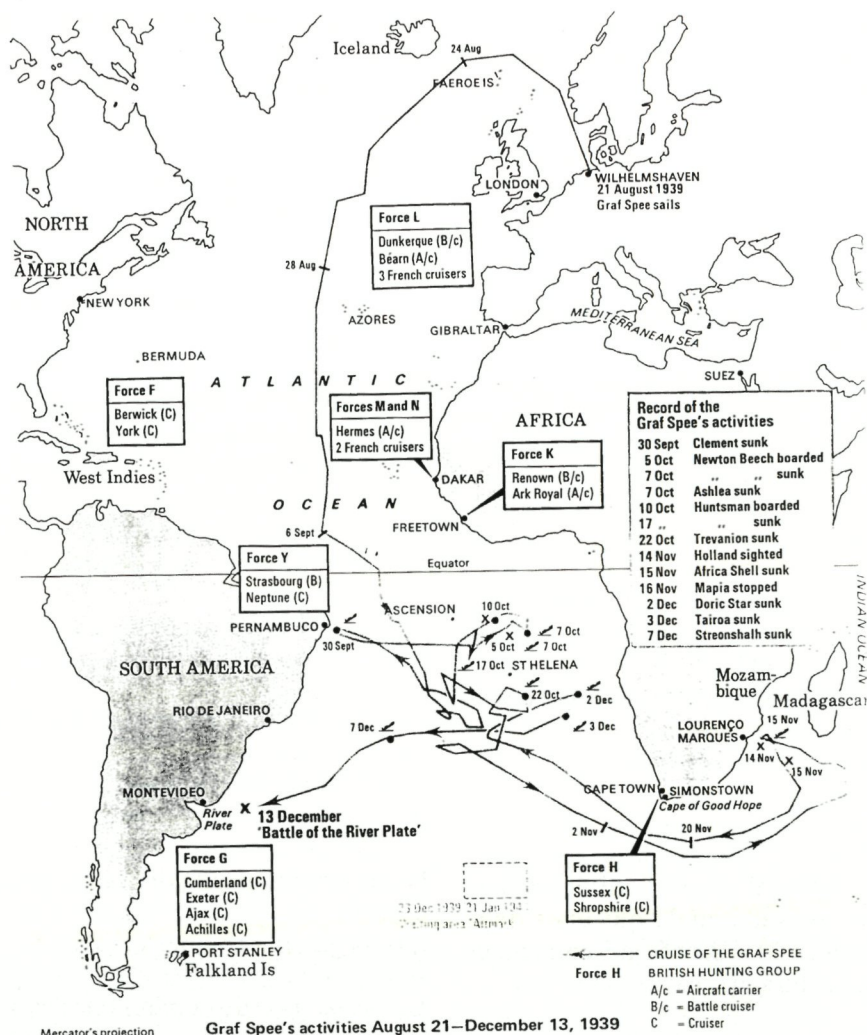 Iceland
24 Aug
FAEROE IS
WILHELMSHAVEN
21 August 1939
Graf Spee sails
LONDON
NORTH
AMERICA
Force L
Dunkerque (B/c)
Béarn (A/c)
3 French cruisers
28 Aug
NEW YORK
AZORES
GIBRALTAR
MEDITERRANEAN SEA
BERMUDA
SUEZ
ATLANTIC
Force F
Berwick (C)
York (C)
Forces M and N
Hermes (A/c)
2 French cruisers
AFRICA
Force K
Renown (B/c)
Ark Royal (A/c)
Record of the
Graf Spee's activities
30 Sept Clement sunk
5 Oct Newton Beech boarded
7 Oct ,, ,, sunk
7 Oct Ashlea sunk
10 Oct Huntsman boarded
17 ,, ,, sunk
22 Oct Trevanion sunk
14 Nov Holland sighted
15 Nov Africa Shell sunk
16 Nov Mapia stopped
2 Dec Doric Star sunk
3 Dec Tairoa sunk
7 Dec Streonshalh sunk
West Indies
DAKAR
OCEAN
FREETOWN
6 Sept
Equator
Force Y
Strasbourg (B)
Neptune (C)
INDIAN OCEAN
ASCENSION
10 Oct
PERNAMBUCO
30 Sept
7 Oct
5 Oct
7 Oct
17 Oct
ST HELENA
SOUTH AMERICA
22 Oct
2 Dec
Mozam-
bique
Madagascar
RIO DE JANEIRO
7 Dec
3 Dec
LOURENÇO
MARQUES
15 Nov
14 Nov
15 Nov
MONTEVIDEO
River
Plate
13 December
'Battle of the River Plate'
CAPE TOWN
SIMONSTOWN
Cape of Good Hope
2 Nov
20 Nov
Force G
Cumberland (C)
Exeter (C)
Ajax (C)
Achilles (C)
Force H
Sussex (C)
Shropshire (C)
PORT STANLEY
Falkland Is
CRUISE OF THE GRAF SPEE
Force H BRITISH HUNTING GROUP
A/c = Aircraft carrier
B/c = Battle cruiser
C = Cruiser
Mercator's projection
Graf Spee's activities August 21–December 13, 1939